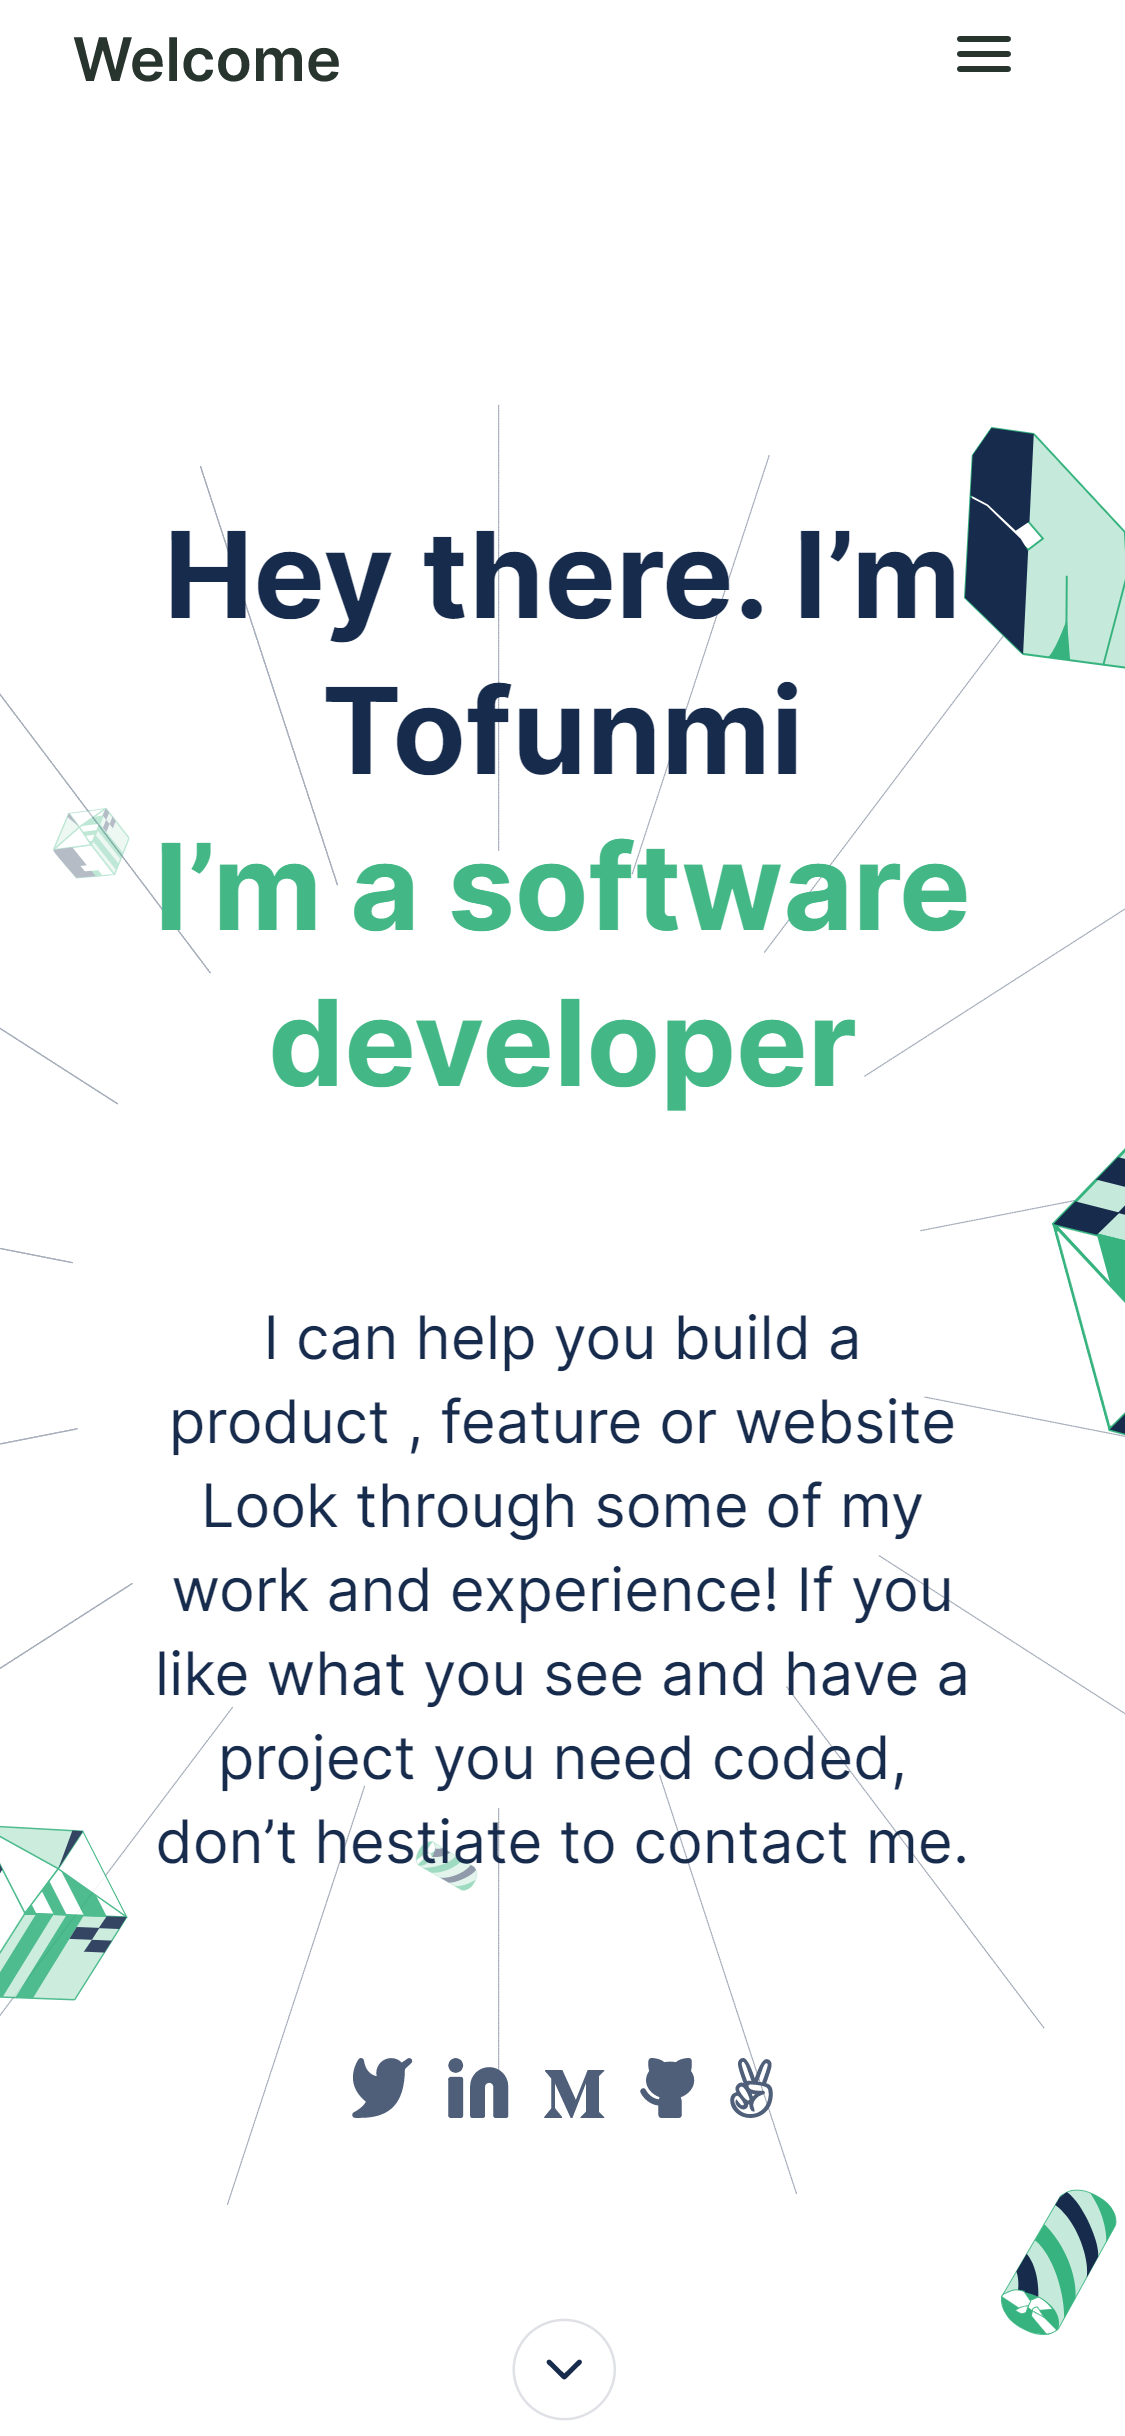 Welcome
Hey there. I’m
Tofunmi
I’m a software
developer
I can help you build a
product , feature or website
Look through some of my
work and experience! If you
like what you see and have a
project you need coded,
don’t hestiate to contact me.